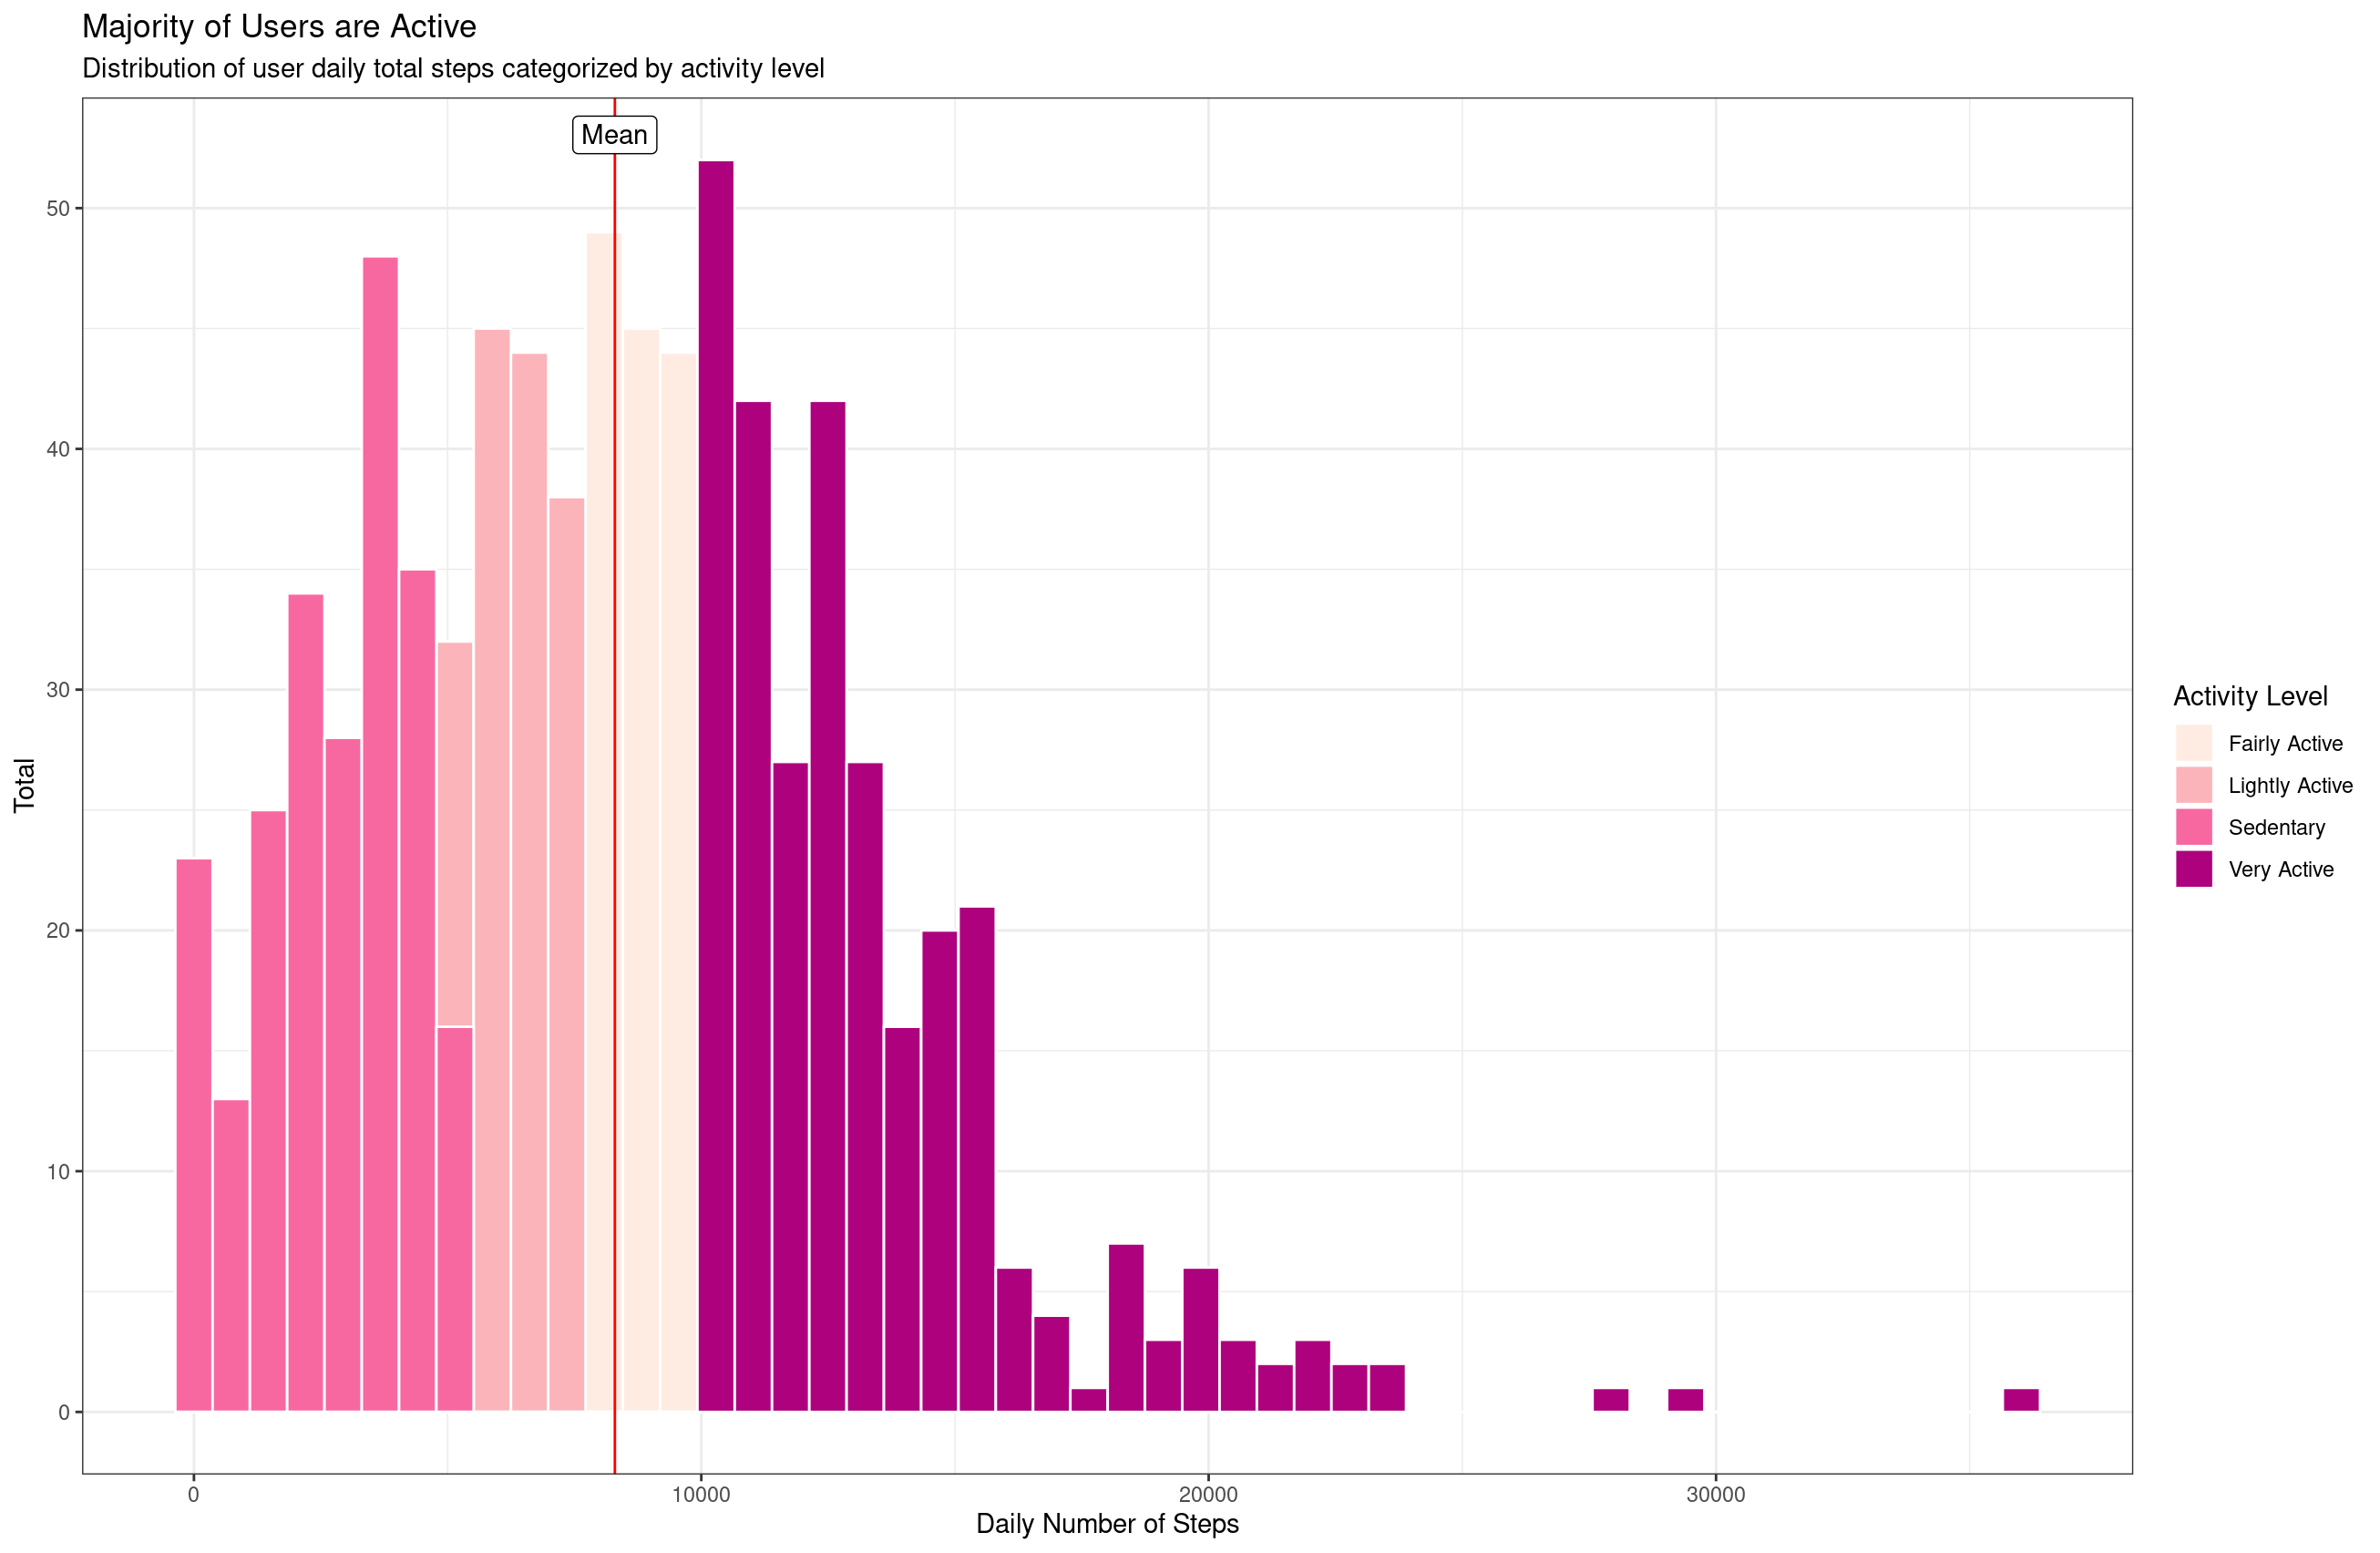 Majority of Users are Active
Distribution of user daily total steps categorized by activity level
Mean
50
40
30
20
10
0
Total
0 10000 20000 30000
Daily Number of Steps
Activity Level
Fairly Active
Lightly Active
Sedentary
Very Active